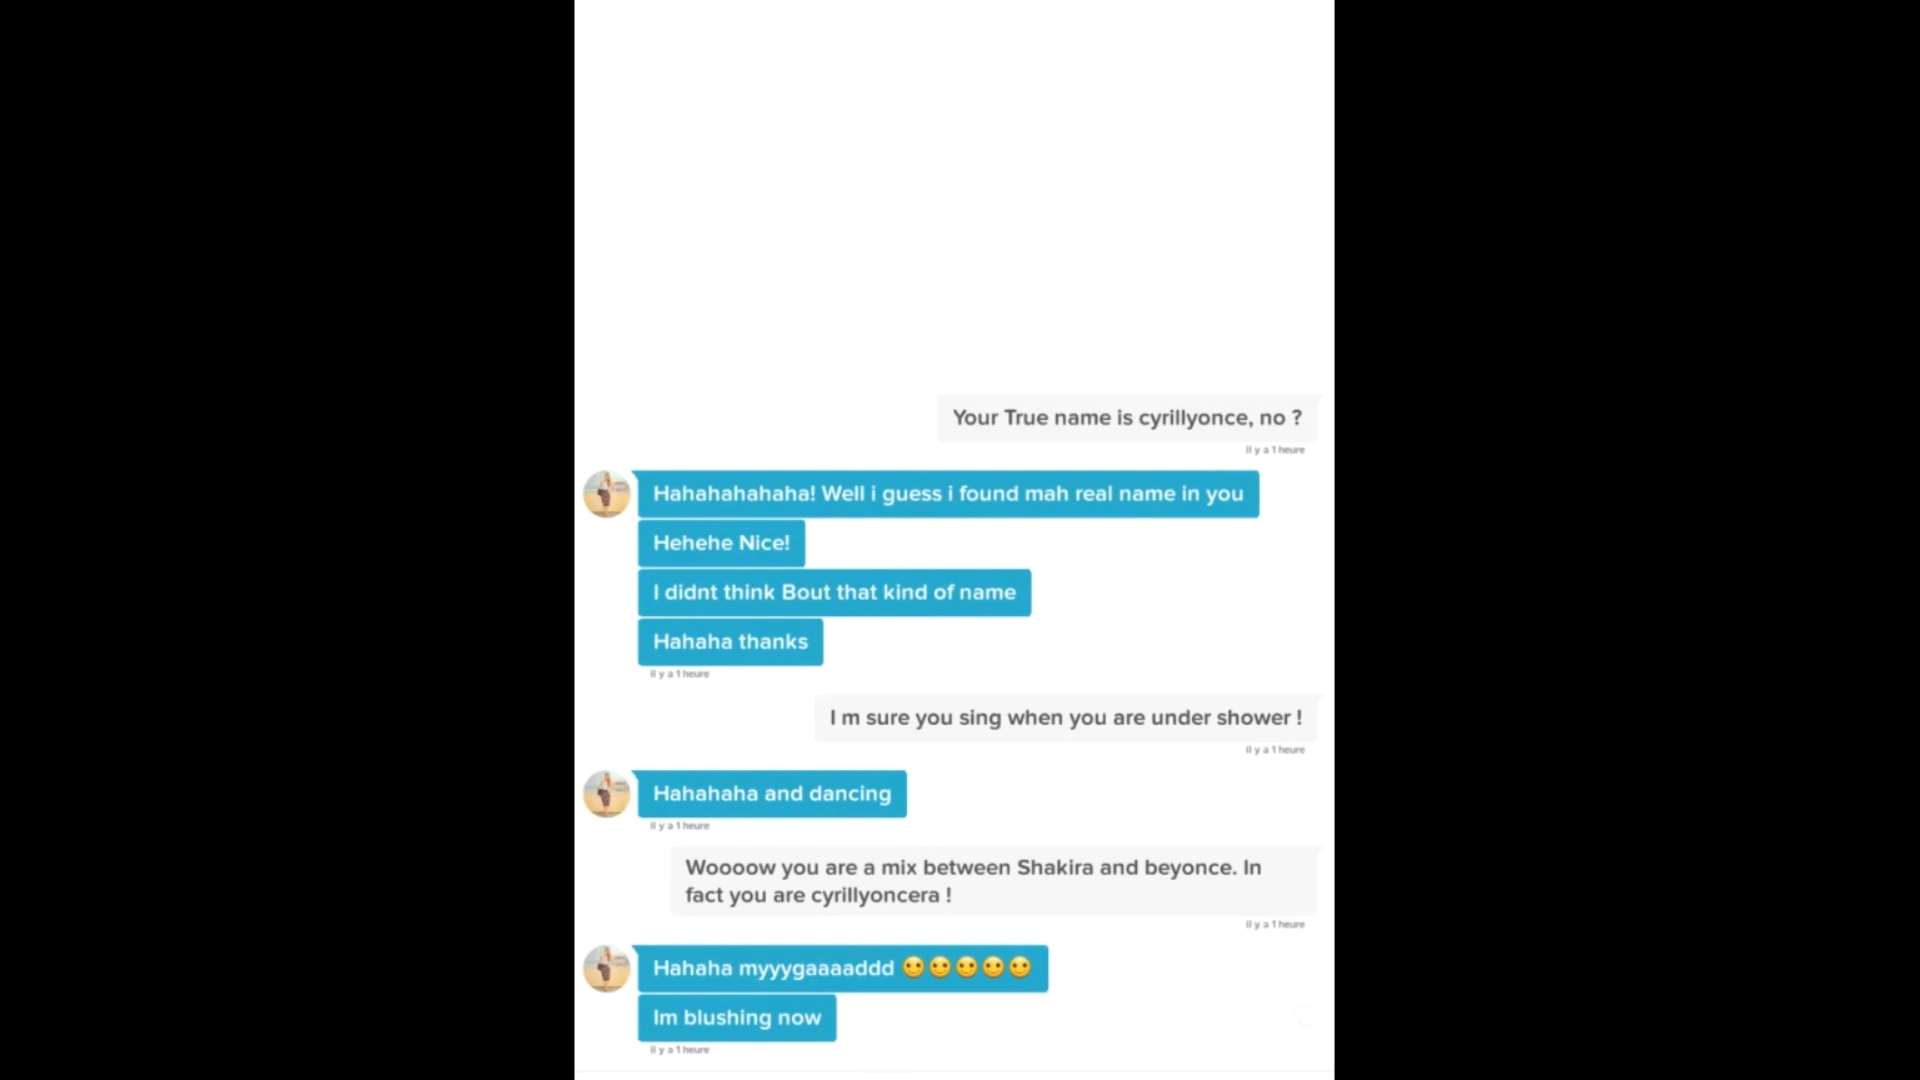 Your True name is cyrillyonce, no ?
il y a 1 heure
Hahahahahaha! Well i guess i found mah real name in you
Hehehe Nice!
I didnt think Bout that kind of name
Hahaha thanks
il y a 1 heure
I m sure you sing when you are under shower !
il y a 1 heure
Hahahaha and dancing
il y a 1 heure
Woooow you are a mix between Shakira and beyonce. In
fact you are cyrillyoncera !
il y a 1 heure
Hahaha myyygaaaaddd 🙂🙂🙂🙂🙂
Im blushing now
il y a 1 heure